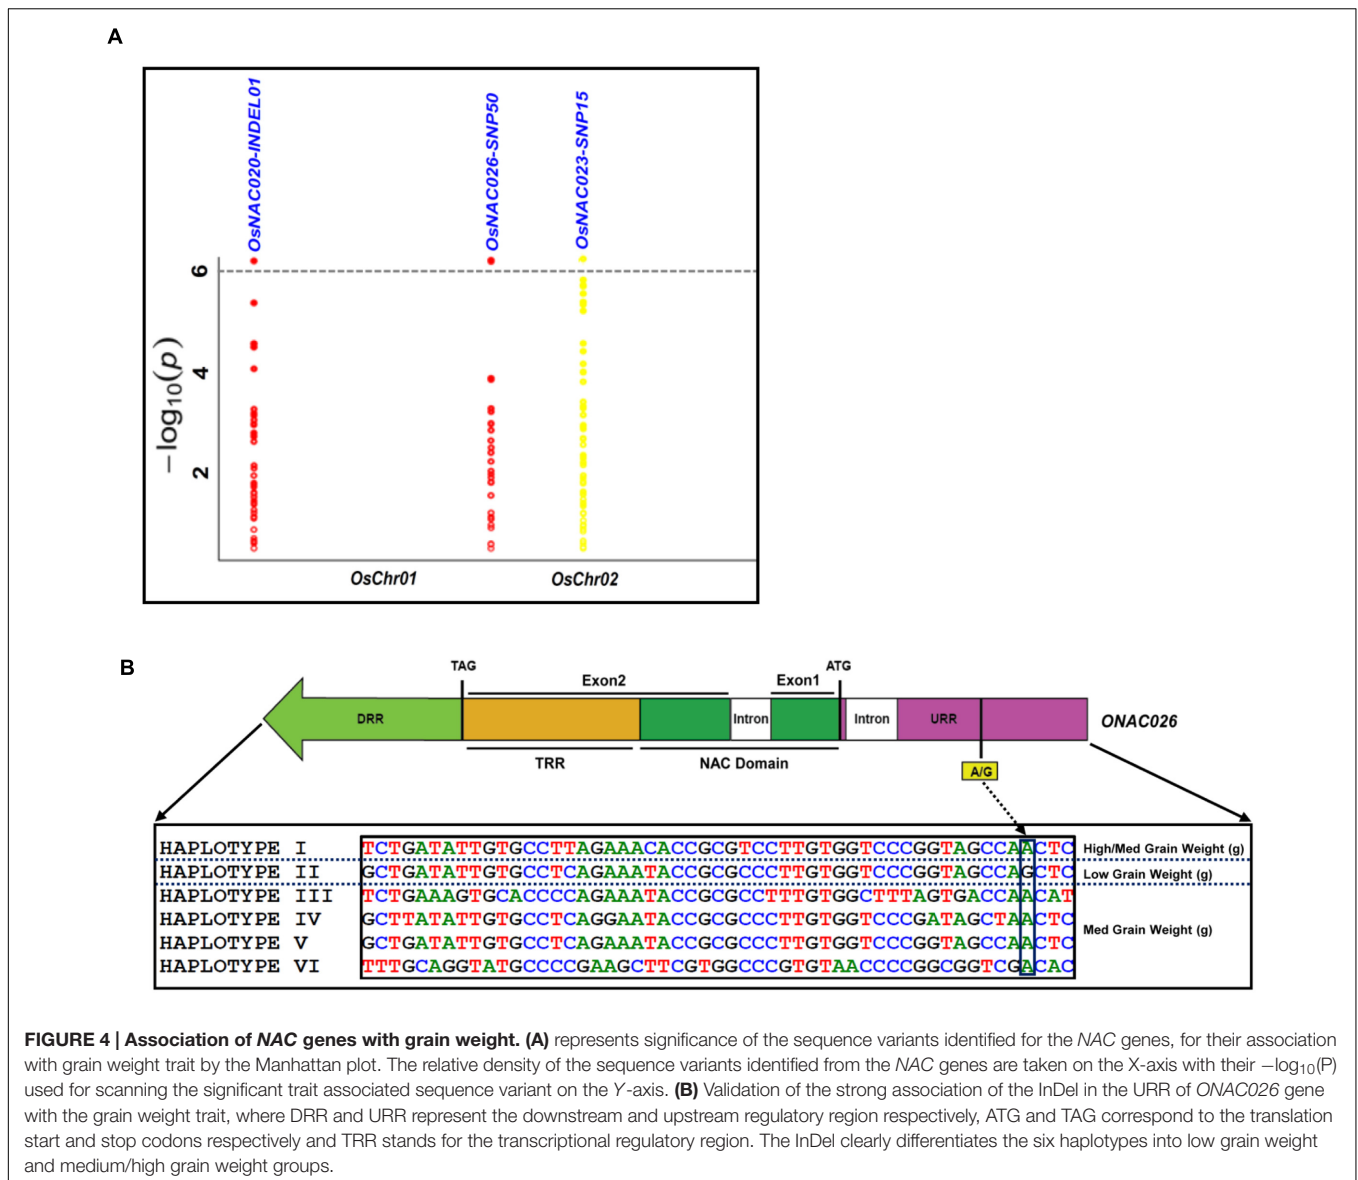 A
OsNAC020-INDEL01
OsNAC026-SNP50
OsNAC023-SNP15
6
4
2
−log10(p)
OsChr01
OsChr02
B
TAG
ATG
Exon2
Exon1
DRR
Intron
Intron
URR
ONAC026
TRR
NAC Domain
A/G
HAPLOTYPE I TCTGATATTGTGCCTTAGAAACACCGCGTCCTTGTGGTCCCGGTAGCCAACTC High/Med Grain Weight (g)
HAPLOTYPE II GCTGATATTGTGCCTCAGAAATACCGCGCCCTTGTGGTCCCGGTAGCCAGCTC Low Grain Weight (g)
HAPLOTYPE III TCTGAAAGTGCACCCCAGAAATACCGCGCCTTTGTGGCTTTAGTGACCAACAT
HAPLOTYPE IV GCTTATATTGTGCCTCAGGAATACCGCGCCCTTGTGGTCCCGATAGCTAACTC
Med Grain Weight (g)
HAPLOTYPE V GCTGATATTGTGCCTCAGAAATACCGCGCCCTTGTGGTCCCGGTAGCCAACTC
HAPLOTYPE VI TTTGCAGGTATGCCCCGAAGCTTCGTGGCCCGTGTAACCCCGGCGGTCGACAC
FIGURE 4 | Association of NAC genes with grain weight. (A) represents significance of the sequence variants identified for the NAC genes, for their association
with grain weight trait by the Manhattan plot. The relative density of the sequence variants identified from the NAC genes are taken on the X-axis with their −log10(P)
used for scanning the significant trait associated sequence variant on the Y-axis. (B) Validation of the strong association of the InDel in the URR of ONAC026 gene
with the grain weight trait, where DRR and URR represent the downstream and upstream regulatory region respectively, ATG and TAG correspond to the translation
start and stop codons respectively and TRR stands for the transcriptional regulatory region. The InDel clearly differentiates the six haplotypes into low grain weight
and medium/high grain weight groups.